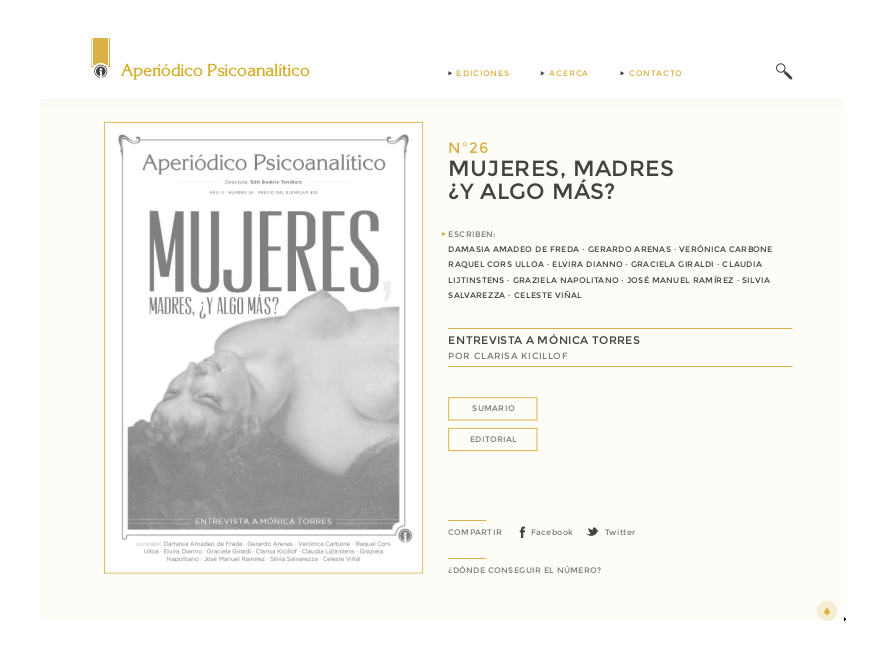 Aperiódico Psicoanalítico
EDICIONES
ACERCA
CONTACTO
Aperiódico Psicoanalítico
Directora: Edit Beatriz Tendlarz
AÑO 11 · NÚMERO 26 · PRECIO DEL EJEMPLAR $52
MUJERES,
MADRES, ¿Y ALGO MÁS?
ENTREVISTA A MÓNICA TORRES
Damasia Amadeo de Freda · Gerardo Arenas · Verónica Carbone · Raquel Cors
Ulloa · Elvira Dianno · Graciela Giraldi · Clarisa Kicillof · Claudia Lijtinstens · Graziela
Napolitano · José Manuel Ramírez · Silvia Salvarezza · Celeste Viñal
N°26
MUJERES, MADRES
¿Y ALGO MÁS?
ESCRIBEN:
DAMASIA AMADEO DE FREDA · GERARDO ARENAS · VERÓNICA CARBONE
RAQUEL CORS ULLOA · ELVIRA DIANNO · GRACIELA GIRALDI · CLAUDIA
LIJTINSTENS · GRAZIELA NAPOLITANO · JOSÉ MANUEL RAMÍREZ · SILVIA
SALVAREZZA · CELESTE VIÑAL
ENTREVISTA A MÓNICA TORRES
POR CLARISA KICILLOF
SUMARIO
EDITORIAL
COMPARTIR
Facebook
Twitter
¿DÓNDE CONSEGUIR EL NÚMERO?